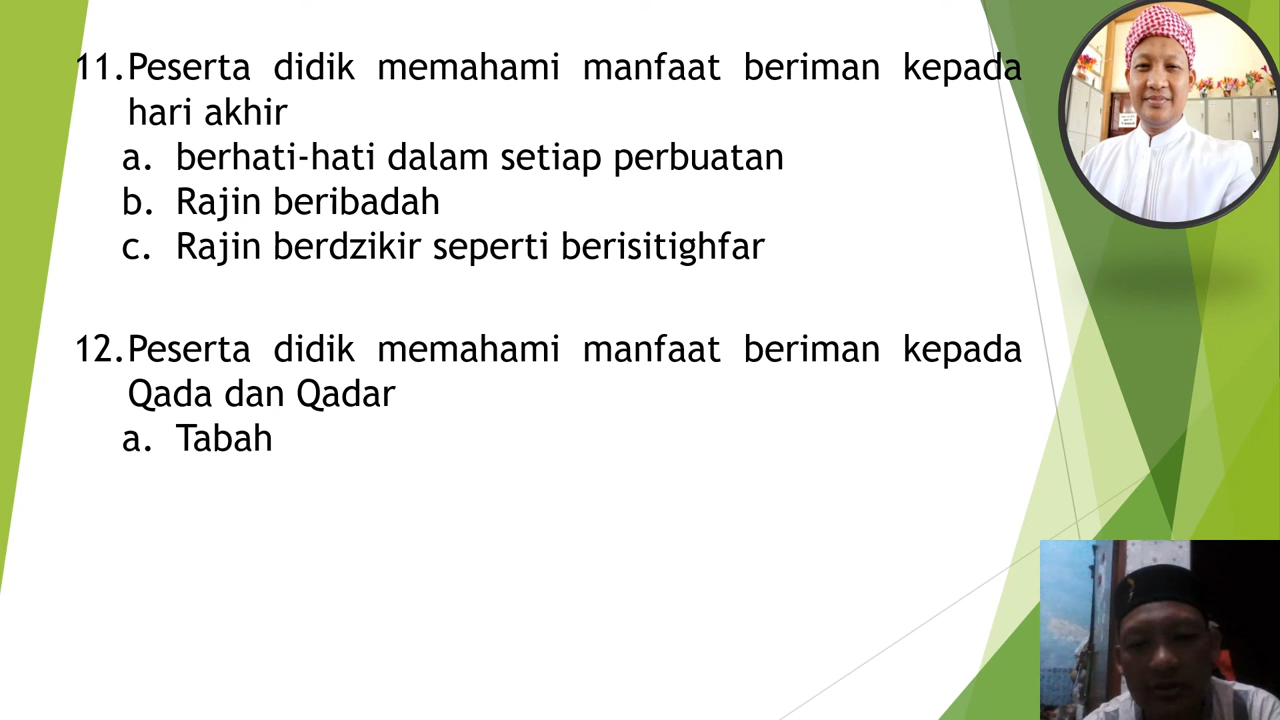 11. Peserta didik memahami manfaat beriman kepada
hari akhir
a. berhati-hati dalam setiap perbuatan
b. Rajin beribadah
c. Rajin berdzikir seperti berisitighfar
12. Peserta didik memahami manfaat beriman kepada
Qada dan Qadar
a. Tabah